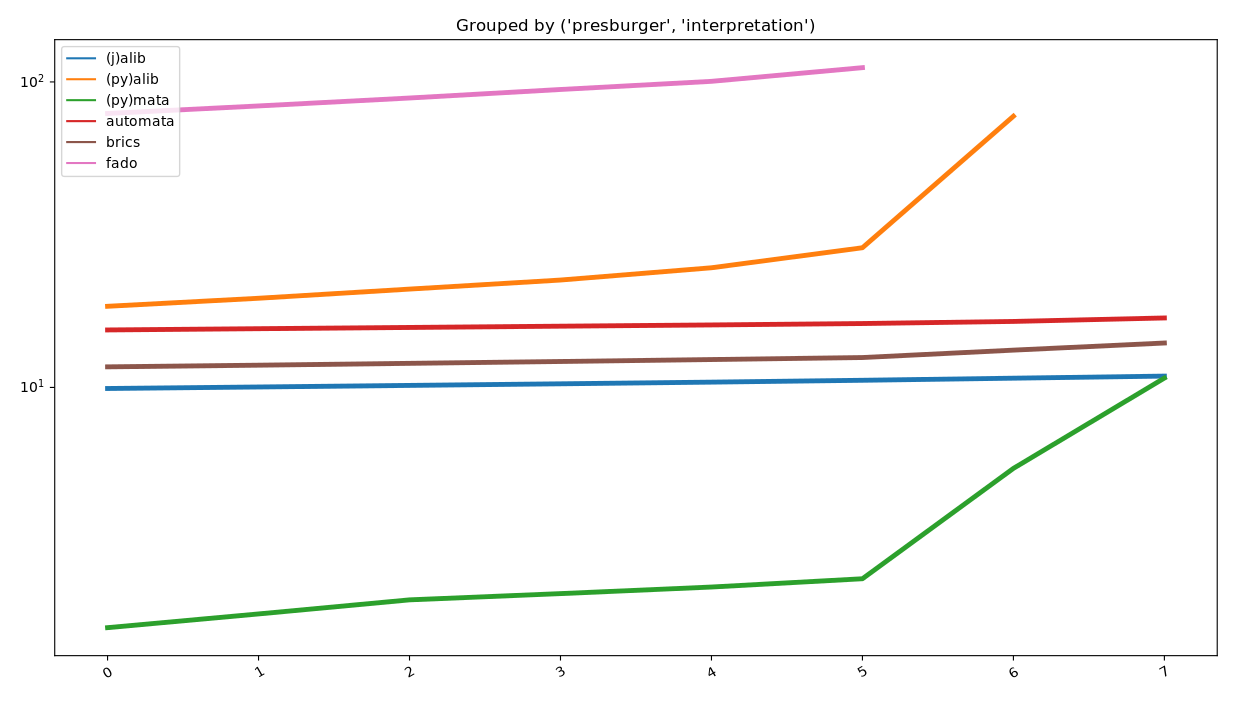 Grouped by ('presburger', 'interpretation')
10²
10¹
(j)alib
(py)alib
(py)mata
automata
brics
fado
0 1 2 3 4 5 6 7